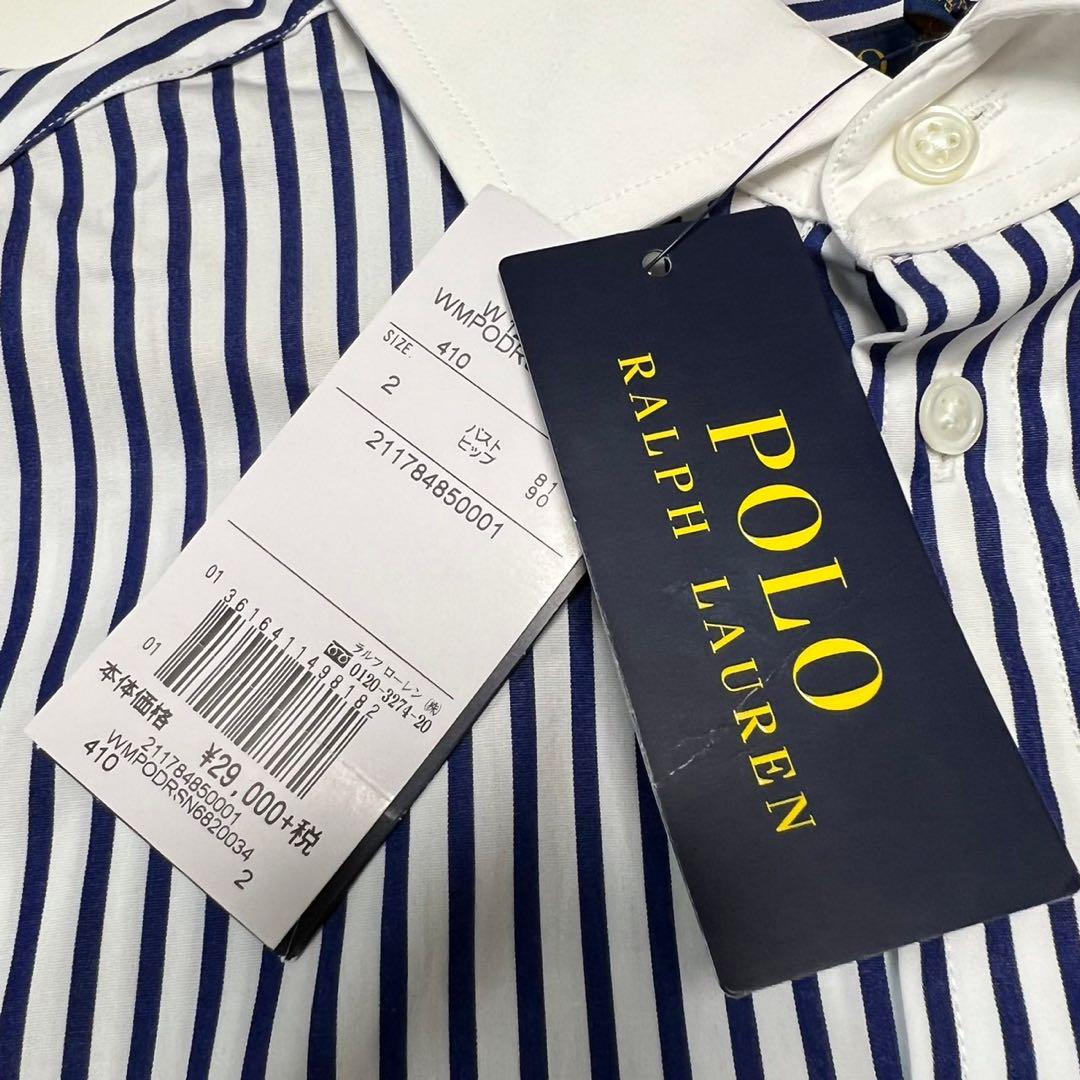 WMPODRS
SIZE. 410
2
バスト 81
ヒップ 90
211784850001
01
3616411498182
01
ラルフ ローレン ㈱
0120-3274-20
本体価格
¥29,000+税
211784850001
WMPODRSN6820034
410 2
POLO
RALPH LAUREN